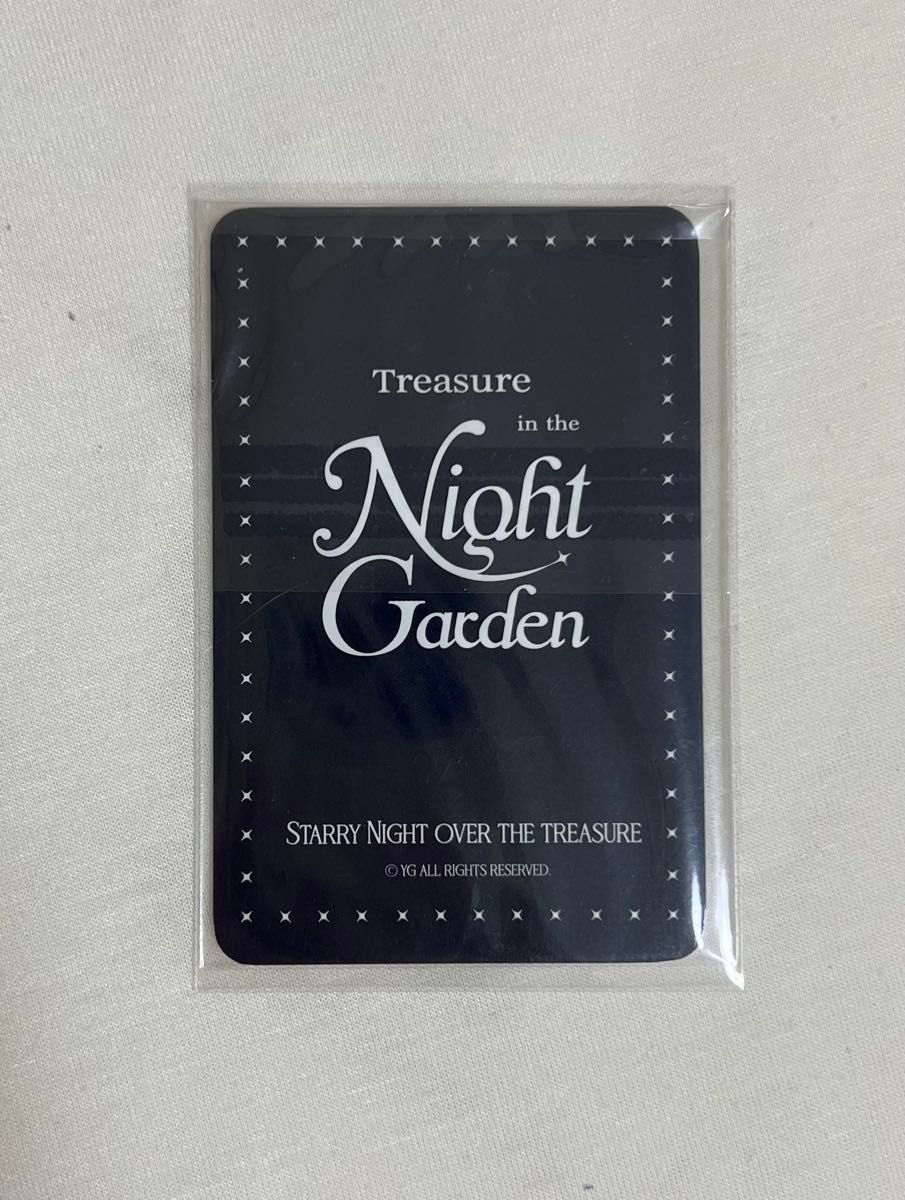 Treasure
in the
Night
Garden
STARRY NIGHT OVER THE TREASURE
© YG ALL RIGHTS RESERVED.